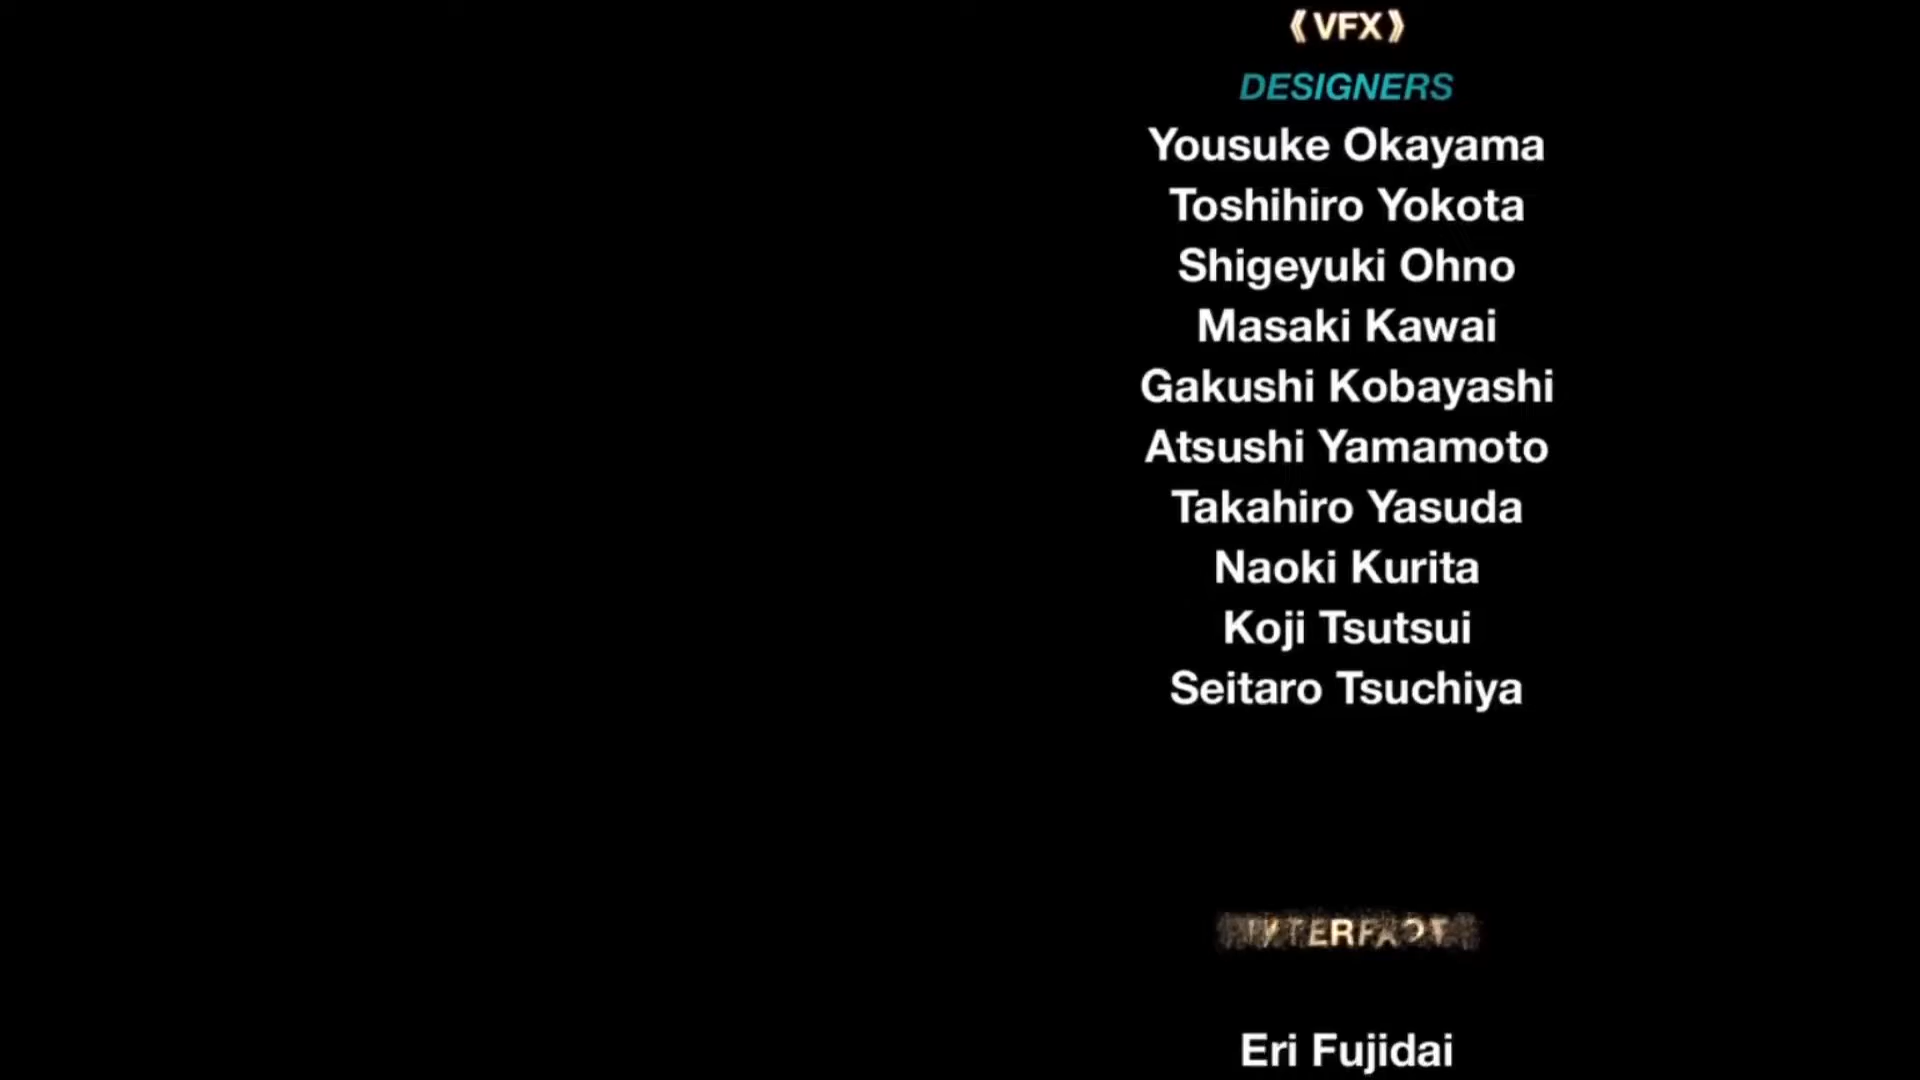 《VFX》
DESIGNERS
Yousuke Okayama
Toshihiro Yokota
Shigeyuki Ohno
Masaki Kawai
Gakushi Kobayashi
Atsushi Yamamoto
Takahiro Yasuda
Naoki Kurita
Koji Tsutsui
Seitaro Tsuchiya
Eri Fujidai